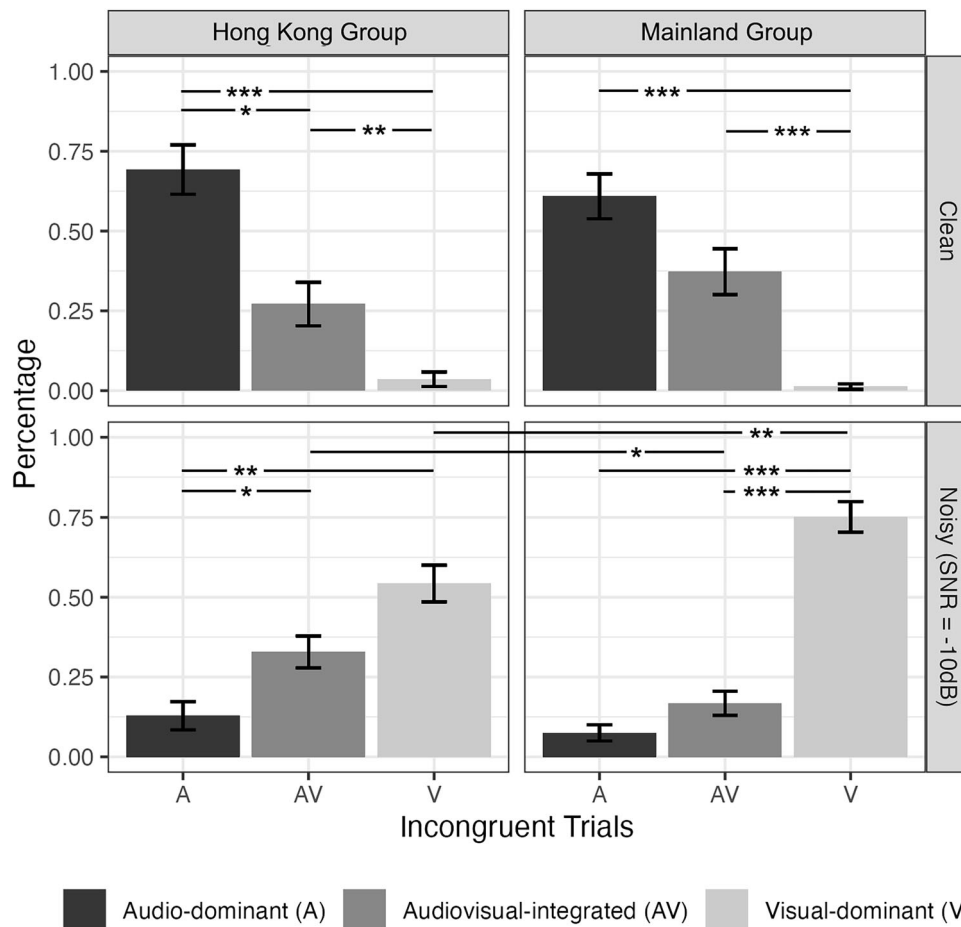 Hong Kong Group
Mainland Group
1.00
0.75
0.50
0.25
0.00
***
*
**
***
***
Clean
Percentage
1.00
0.75
0.50
0.25
0.00
**
*
**
*
***
***
Noisy (SNR = -10dB)
A AV V
A AV V
Incongruent Trials
Audio-dominant (A) Audiovisual-integrated (AV) Visual-dominant (V